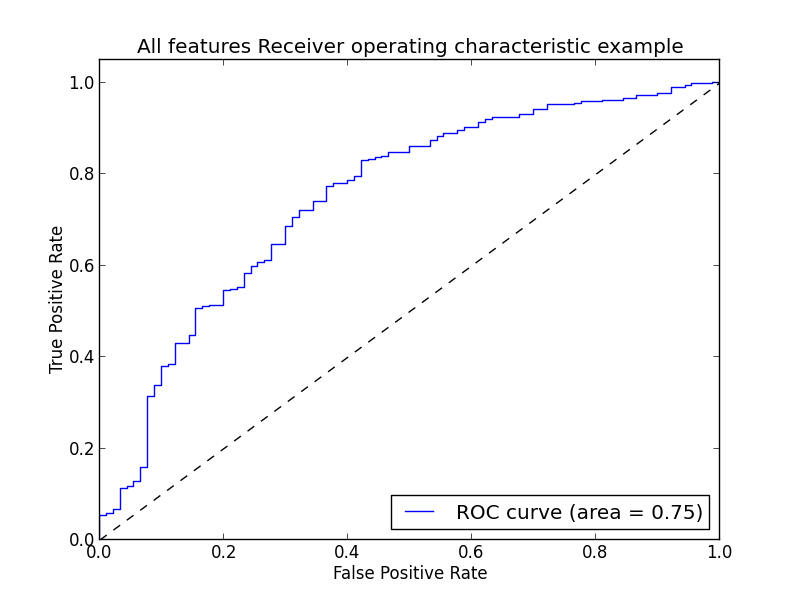 All features Receiver operating characteristic example
1.0
0.8
0.6
0.4
0.2
0.0
True Positive Rate
ROC curve (area = 0.75)
0.0 0.2 0.4 0.6 0.8 1.0
False Positive Rate